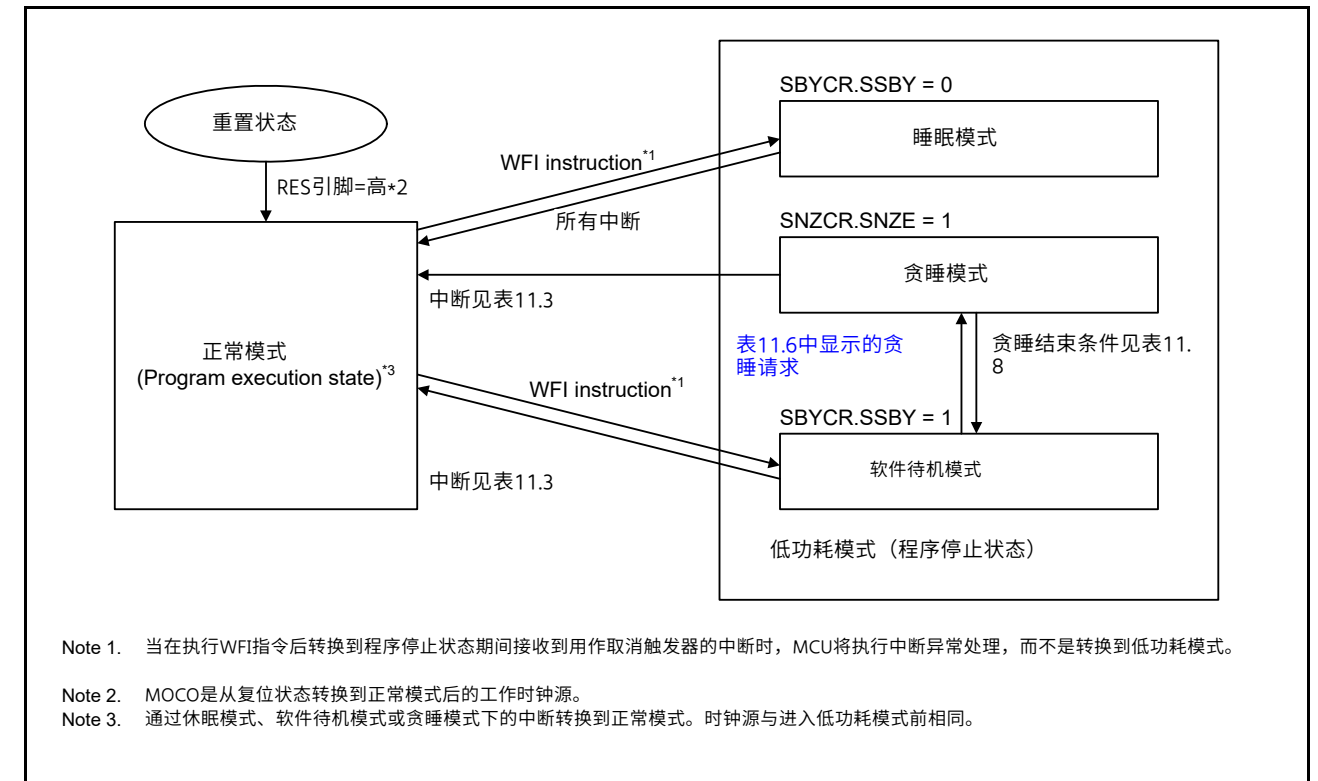 SBYCR.SSBY = 0
重置状态
睡眠模式
WFI instruction*1
RES引脚=高*2
所有中断
SNZCR.SNZE = 1
贪睡模式
中断见表11.3
正常模式
(Program execution state)*3
表11.6中显示的贪
睡请求
贪睡结束条件见表11.
8
WFI instruction*1
SBYCR.SSBY = 1
软件待机模式
中断见表11.3
低功耗模式（程序停止状态）
Note 1. 当在执行WFI指令后转换到程序停止状态期间接收到用作取消触发器的中断时，MCU将执行中断异常处理，而不是转换到低功耗模式。
Note 2. MOCO是从复位状态转换到正常模式后的工作时钟源。
Note 3. 通过休眠模式、软件待机模式或贪睡模式下的中断转换到正常模式。时钟源与进入低功耗模式前相同。